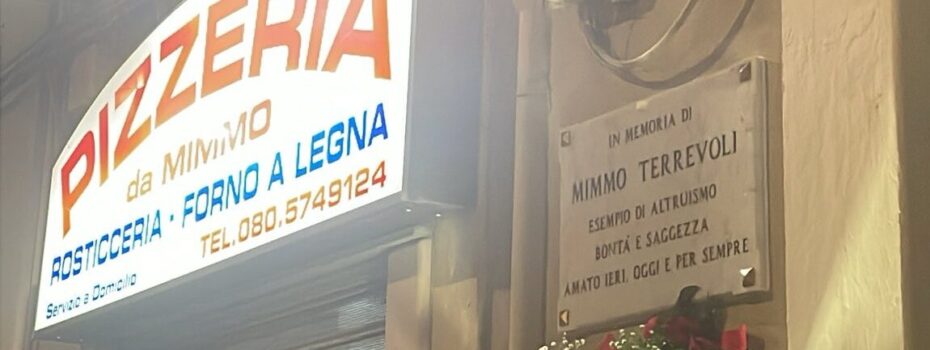 PIZZERIA
da MIMMO
ROSTICCERIA - FORNO A LEGNA
TEL.080.5749124
Servizio a Domicilio
IN MEMORIA DI
MIMMO TERREVOLI
ESEMPIO DI ALTRUISMO
BONTÀ E SAGGEZZA
AMATO IERI, OGGI E PER SEMPRE